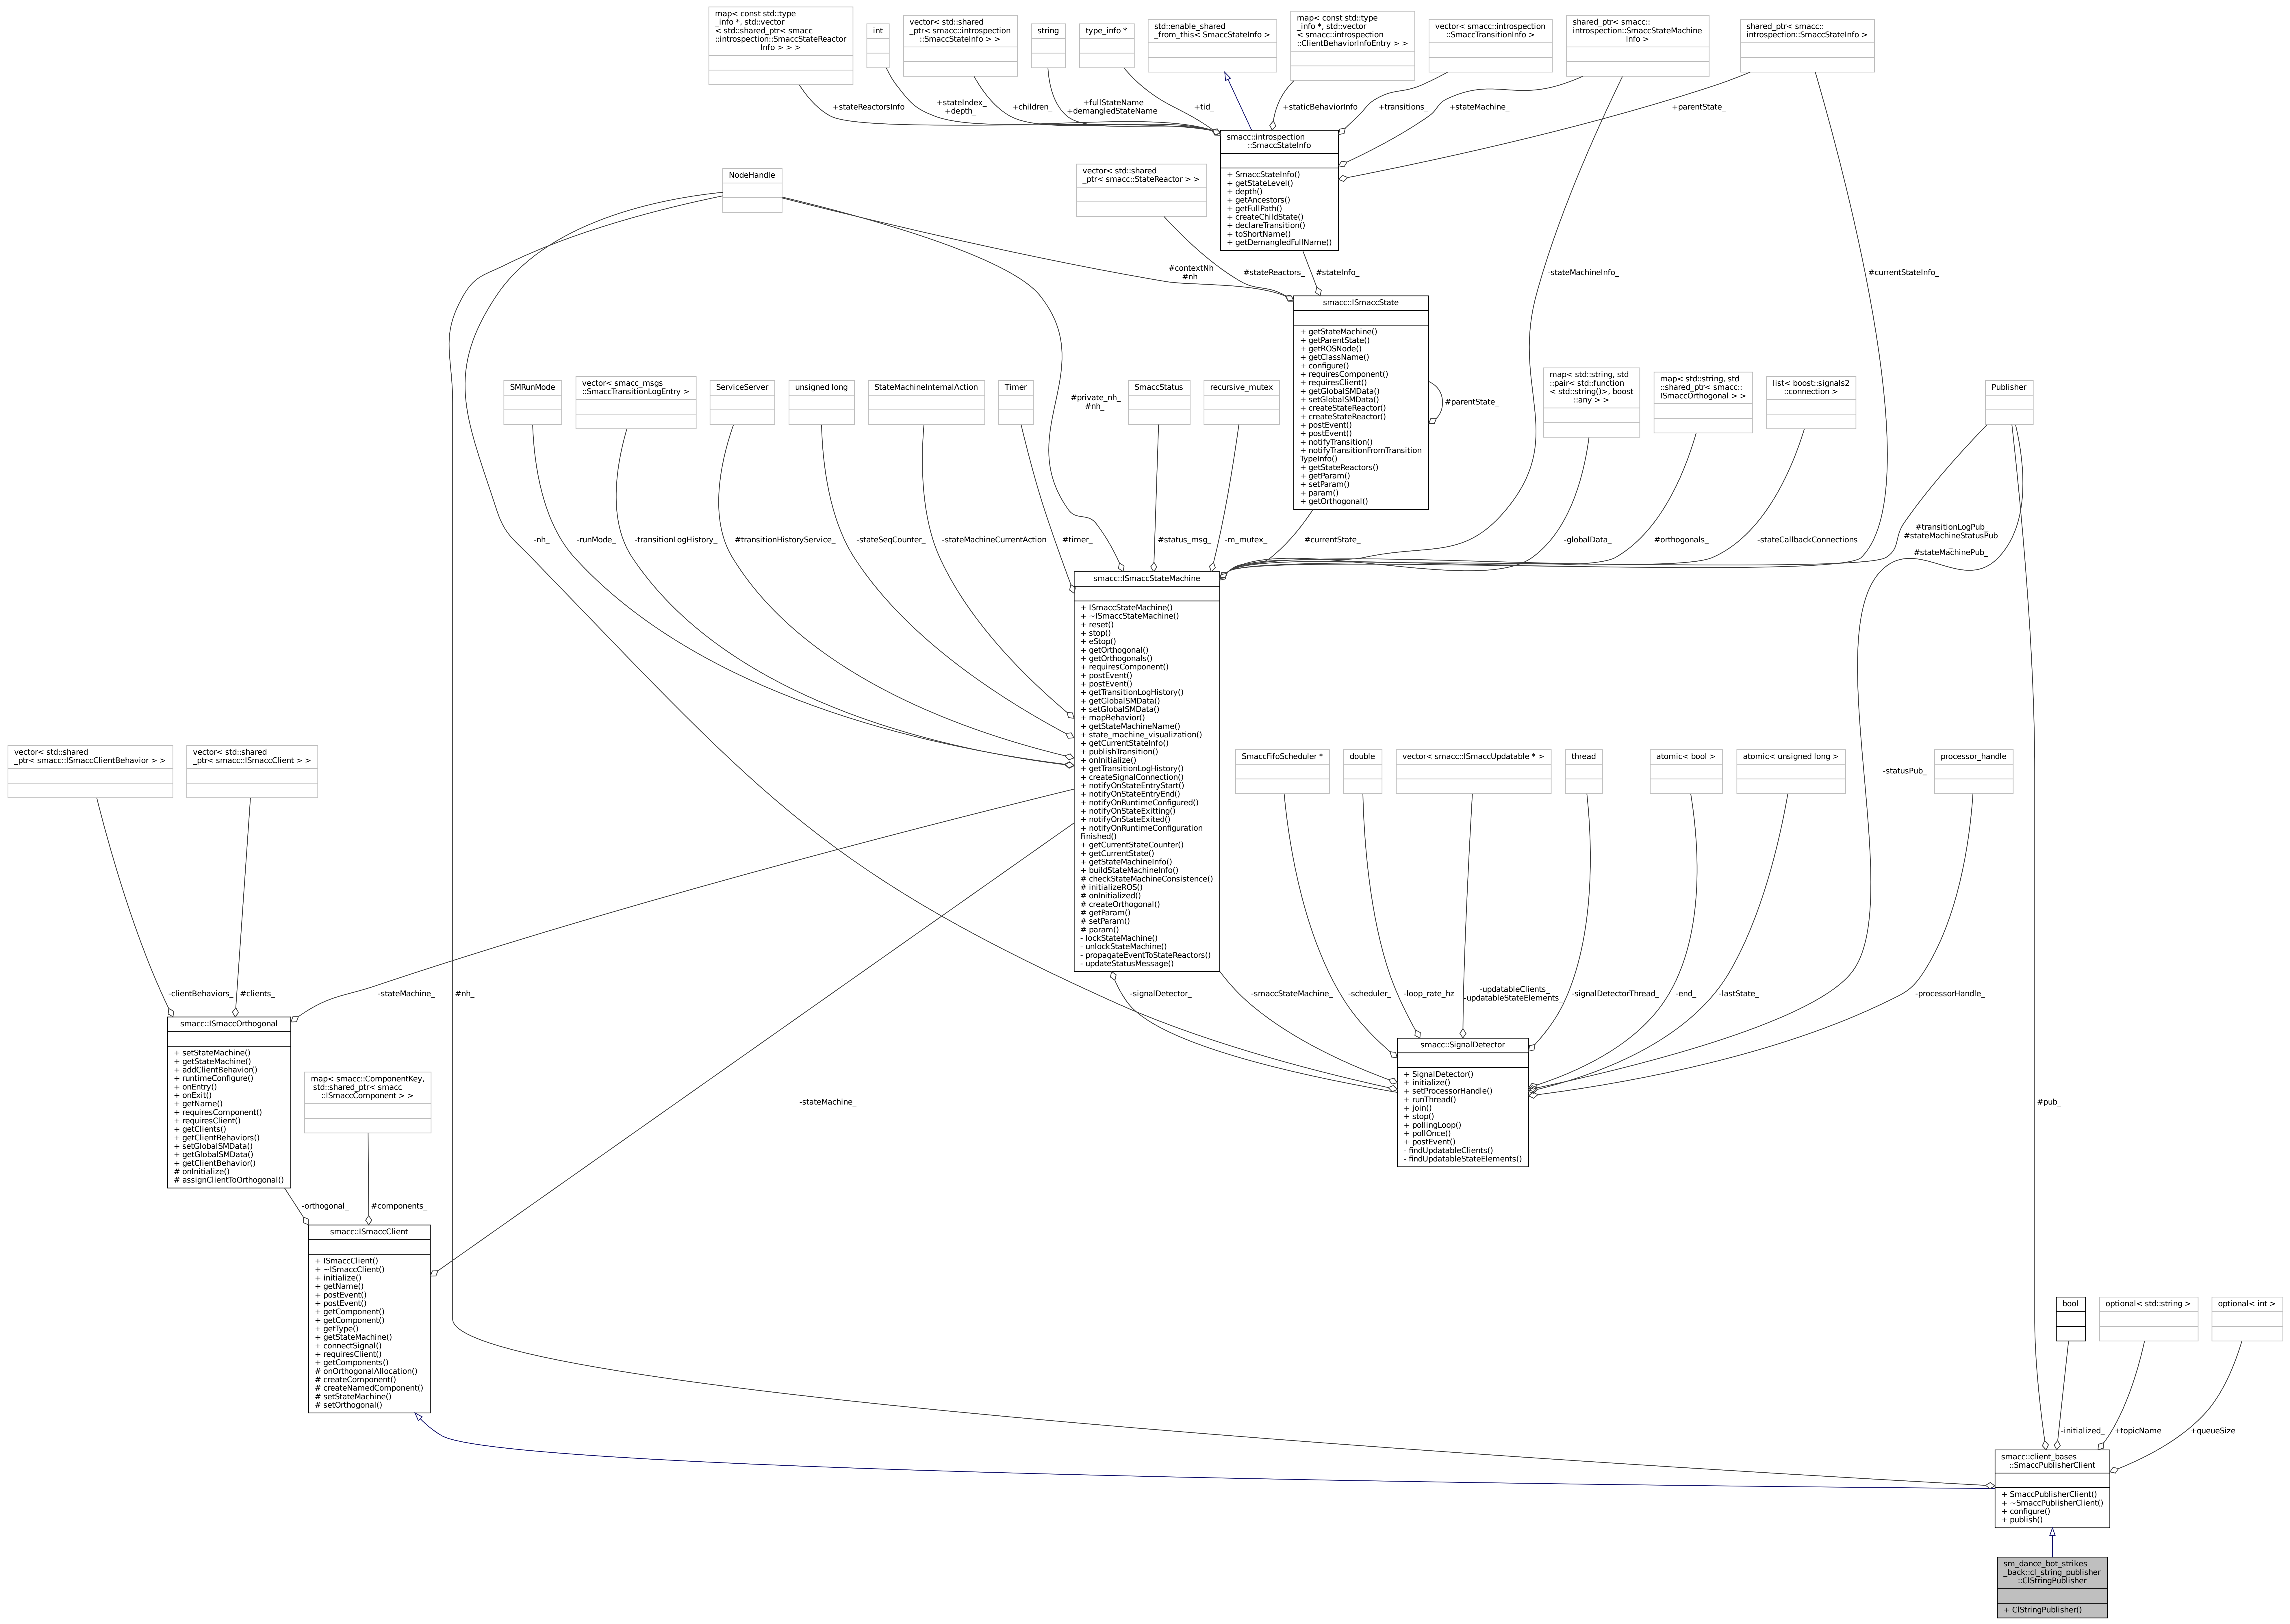 map< const std::type
_info *, std::vector
< std::shared_ptr< smacc
::introspection::SmaccStateReactor
Info > > >
int
vector< std::shared
_ptr< smacc::introspection
::SmaccStateInfo > >
string
type_info *
std::enable_shared
_from_this< SmaccStateInfo >
map< const std::type
_info *, std::vector
< smacc::introspection
::ClientBehaviorInfoEntry > >
vector< smacc::introspection
::SmaccTransitionInfo >
shared_ptr< smacc::
introspection::SmaccStateMachine
Info >
shared_ptr< smacc::
introspection::SmaccStateInfo >
+stateReactorsInfo
+stateIndex_
+depth_
+children_
+fullStateName
+demangledStateName
+tid_
+staticBehaviorInfo
+transitions_
+stateMachine_
+parentState_
smacc::introspection
::SmaccStateInfo
+ SmaccStateInfo()
+ getStateLevel()
+ depth()
+ getAncestors()
+ getFullPath()
+ createChildState()
+ declareTransition()
+ toShortName()
+ getDemangledFullName()
NodeHandle
vector< std::shared
_ptr< smacc::StateReactor > >
#contextNh
#nh
#stateReactors_
#stateInfo_
-stateMachineInfo_
#currentStateInfo_
smacc::ISmaccState
+ getStateMachine()
+ getParentState()
+ getROSNode()
+ getClassName()
+ configure()
+ requiresComponent()
+ requiresClient()
+ getGlobalSMData()
+ setGlobalSMData()
+ createStateReactor()
+ createStateReactor()
+ postEvent()
+ postEvent()
+ notifyTransition()
+ notifyTransitionFromTransition
TypeInfo()
+ getStateReactors()
+ getParam()
+ setParam()
+ param()
+ getOrthogonal()
#parentState_
SMRunMode
vector< smacc_msgs
::SmaccTransitionLogEntry >
ServiceServer
unsigned long
StateMachineInternalAction
Timer
#private_nh_
#nh_
SmaccStatus
recursive_mutex
map< std::string, std
::pair< std::function
< std::string()>, boost
::any > >
map< std::string, std
::shared_ptr< smacc::
ISmaccOrthogonal > >
list< boost::signals2
::connection >
Publisher
-nh_
-runMode_
-transitionLogHistory_
#transitionHistoryService_
-stateSeqCounter_
-stateMachineCurrentAction
#timer_
#status_msg_
-m_mutex_
#currentState_
-globalData_
#orthogonals_
-stateCallbackConnections
#transitionLogPub_
#stateMachineStatusPub
_
#stateMachinePub_
smacc::ISmaccStateMachine
+ ISmaccStateMachine()
+ ~ISmaccStateMachine()
+ reset()
+ stop()
+ eStop()
+ getOrthogonal()
+ getOrthogonals()
+ requiresComponent()
+ postEvent()
+ postEvent()
+ getTransitionLogHistory()
+ getGlobalSMData()
+ setGlobalSMData()
+ mapBehavior()
+ getStateMachineName()
+ state_machine_visualization()
+ getCurrentStateInfo()
+ publishTransition()
+ onInitialize()
+ getTransitionLogHistory()
+ createSignalConnection()
+ notifyOnStateEntryStart()
+ notifyOnStateEntryEnd()
+ notifyOnRuntimeConfigured()
+ notifyOnStateExitting()
+ notifyOnStateExited()
+ notifyOnRuntimeConfiguration
Finished()
+ getCurrentStateCounter()
+ getCurrentState()
+ getStateMachineInfo()
+ buildStateMachineInfo()
# checkStateMachineConsistence()
# initializeROS()
# onInitialized()
# createOrthogonal()
# getParam()
# setParam()
# param()
- lockStateMachine()
- unlockStateMachine()
- propagateEventToStateReactors()
- updateStatusMessage()
vector< std::shared
_ptr< smacc::ISmaccClientBehavior > >
vector< std::shared
_ptr< smacc::ISmaccClient > >
SmaccFifoScheduler *
double
vector< smacc::ISmaccUpdatable * >
thread
atomic< bool >
atomic< unsigned long >
-statusPub_
processor_handle
-clientBehaviors_
#clients_
-stateMachine_
#nh_
-signalDetector_
-smaccStateMachine_
-scheduler_
-loop_rate_hz
-updatableClients_
-updatableStateElements_
-signalDetectorThread_
-end_
-lastState_
-processorHandle_
smacc::ISmaccOrthogonal
+ setStateMachine()
+ getStateMachine()
+ addClientBehavior()
+ runtimeConfigure()
+ onEntry()
+ onExit()
+ getName()
+ requiresComponent()
+ requiresClient()
+ getClients()
+ getClientBehaviors()
+ setGlobalSMData()
+ getGlobalSMData()
+ getClientBehavior()
# onInitialize()
# assignClientToOrthogonal()
map< smacc::ComponentKey,
std::shared_ptr< smacc
::ISmaccComponent > >
-stateMachine_
smacc::SignalDetector
+ SignalDetector()
+ initialize()
+ setProcessorHandle()
+ runThread()
+ join()
+ stop()
+ pollingLoop()
+ pollOnce()
+ postEvent()
- findUpdatableClients()
- findUpdatableStateElements()
#pub_
-orthogonal_
#components_
smacc::ISmaccClient
+ ISmaccClient()
+ ~ISmaccClient()
+ initialize()
+ getName()
+ postEvent()
+ postEvent()
+ getComponent()
+ getComponent()
+ getType()
+ getStateMachine()
+ connectSignal()
+ requiresClient()
+ getComponents()
# onOrthogonalAllocation()
# createComponent()
# createNamedComponent()
# setStateMachine()
# setOrthogonal()
bool
optional< std::string >
optional< int >
-initialized_
+topicName
+queueSize
smacc::client_bases
::SmaccPublisherClient
+ SmaccPublisherClient()
+ ~SmaccPublisherClient()
+ configure()
+ publish()
sm_dance_bot_strikes
_back::cl_string_publisher
::ClStringPublisher
+ ClStringPublisher()